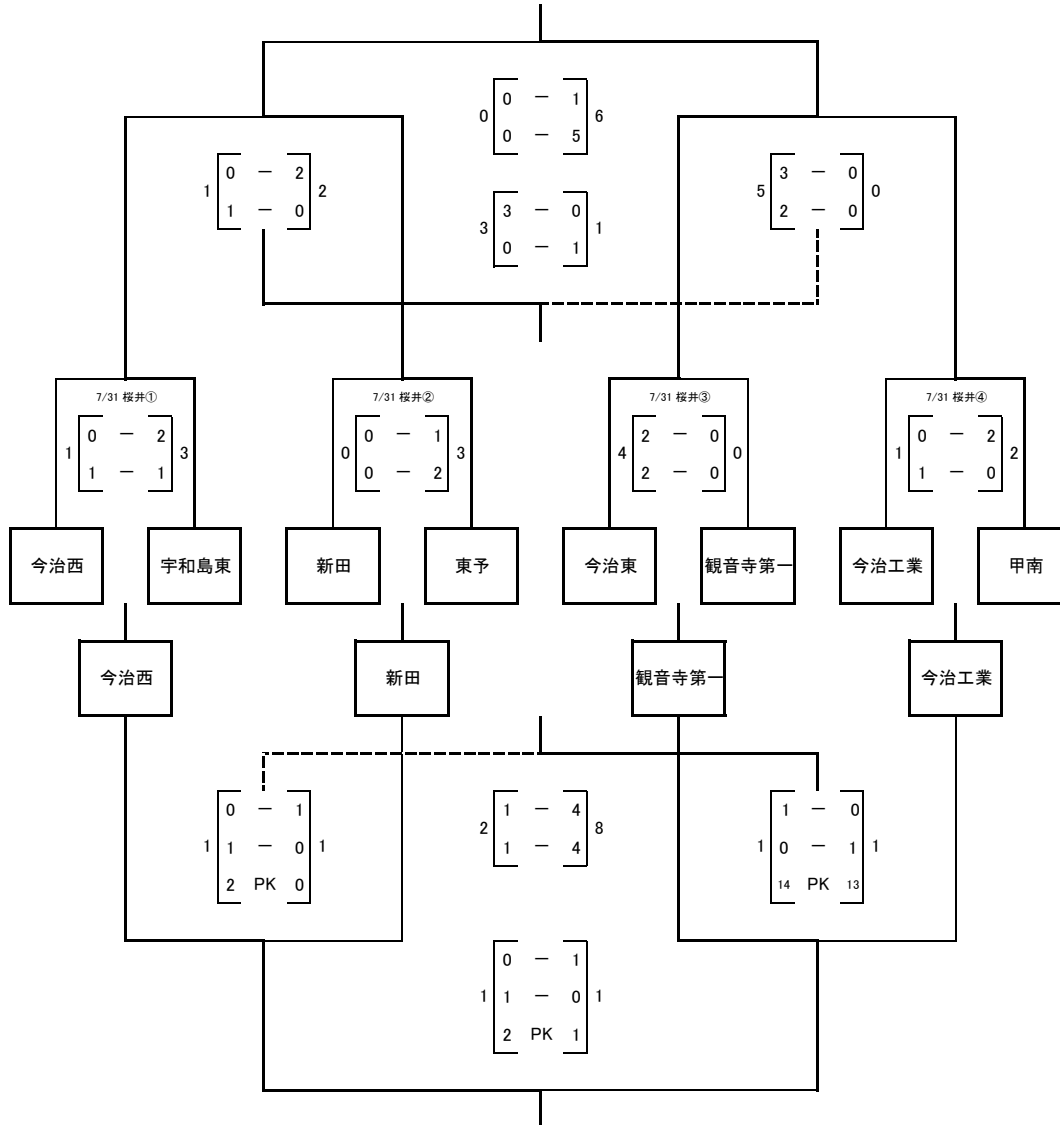 0 — 1
0 6
0 — 5
0 — 2
1 2
1 — 0
3 — 0
5 0
2 — 0
3 — 0
3 1
0 — 1
7/31 桜井① 7/31 桜井② 7/31 桜井③ 7/31 桜井④
0 — 2 0 — 1 2 — 0 0 — 2
1 3 0 3 4 0 1 2
1 — 1 0 — 2 2 — 0 1 — 0
今治西 宇和島東 新田 東予 今治東 観音寺第一 今治工業 甲南
今治西 新田 観音寺第一 今治工業
0 — 1 1 — 4 1 — 0
1 1 — 0 1 2 8 1 0 — 1 1
1 — 4
2 PK 0 14 PK 13
0 — 1
1 1 — 0 1
2 PK 1